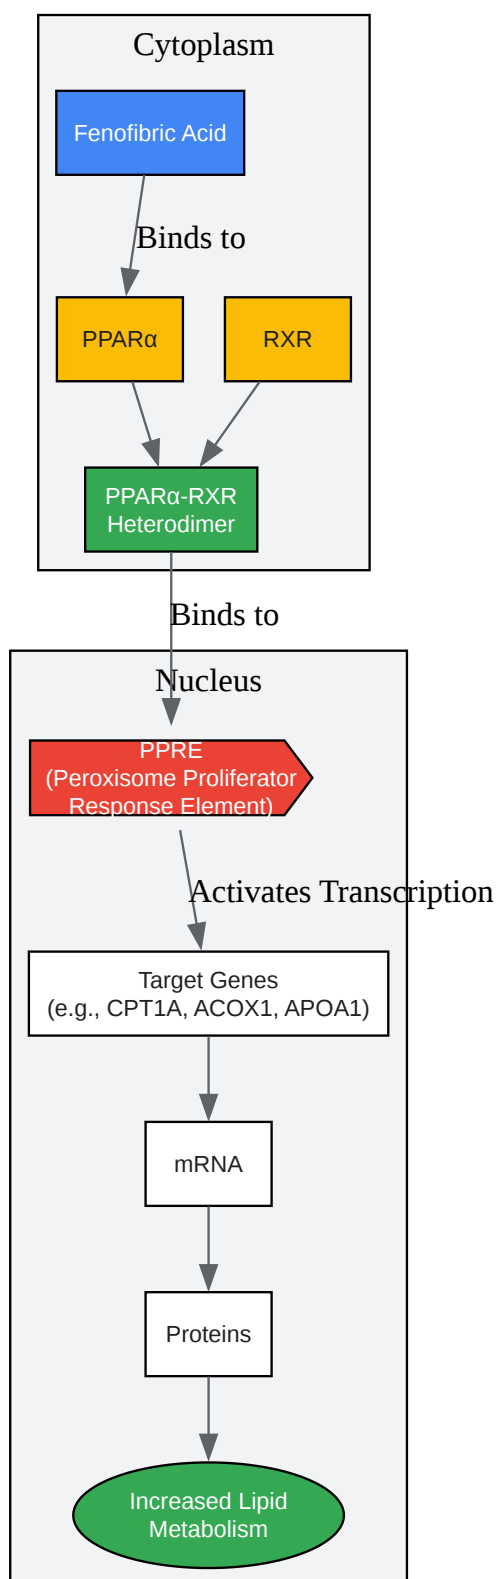 Cytoplasm
Fenofibric Acid
Binds to
PPARα
RXR
PPARα-RXR
Heterodimer
Binds to
Nucleus
PPRE
(Peroxisome Proliferator
Response Element)
Activates Transcription
Target Genes
(e.g., CPT1A, ACOX1, APOA1)
mRNA
Proteins
Increased Lipid
Metabolism